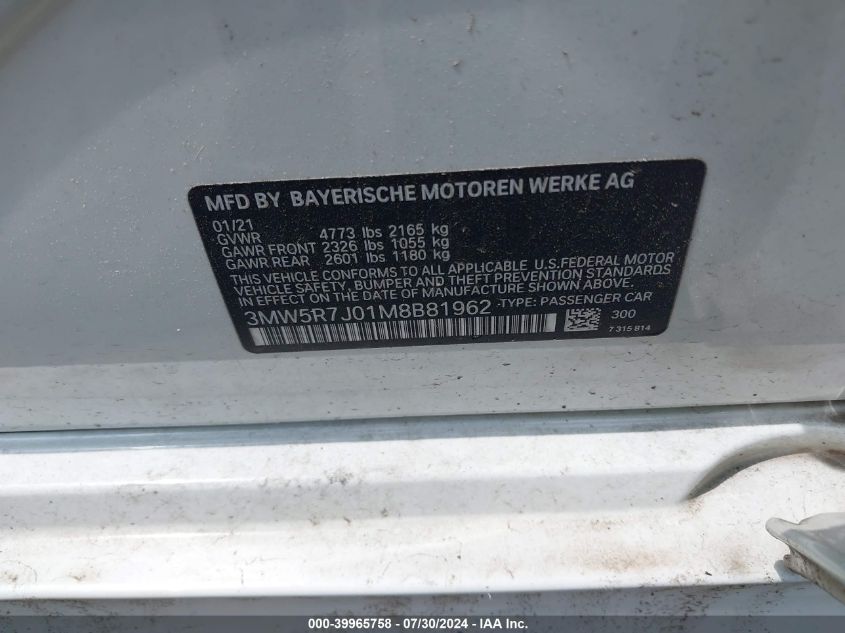 MFD BY BAYERISCHE MOTOREN WERKE AG
01/21
GVWR 4773 lbs 2165 kg
GAWR FRONT 2326 lbs 1055 kg
GAWR REAR 2601 lbs 1180 kg
THIS VEHICLE CONFORMS TO ALL APPLICABLE U.S.FEDERAL MOTOR
VEHICLE SAFETY, BUMPER AND THEFT PREVENTION STANDARDS
IN EFFECT ON THE DATE OF MANUFACTURE SHOWN ABOVE.
3MW5R7J01M8B81962 -TYPE: PASSENGER CAR
300
7 315 814
000-39965758 - 07/30/2024 - IAA Inc.